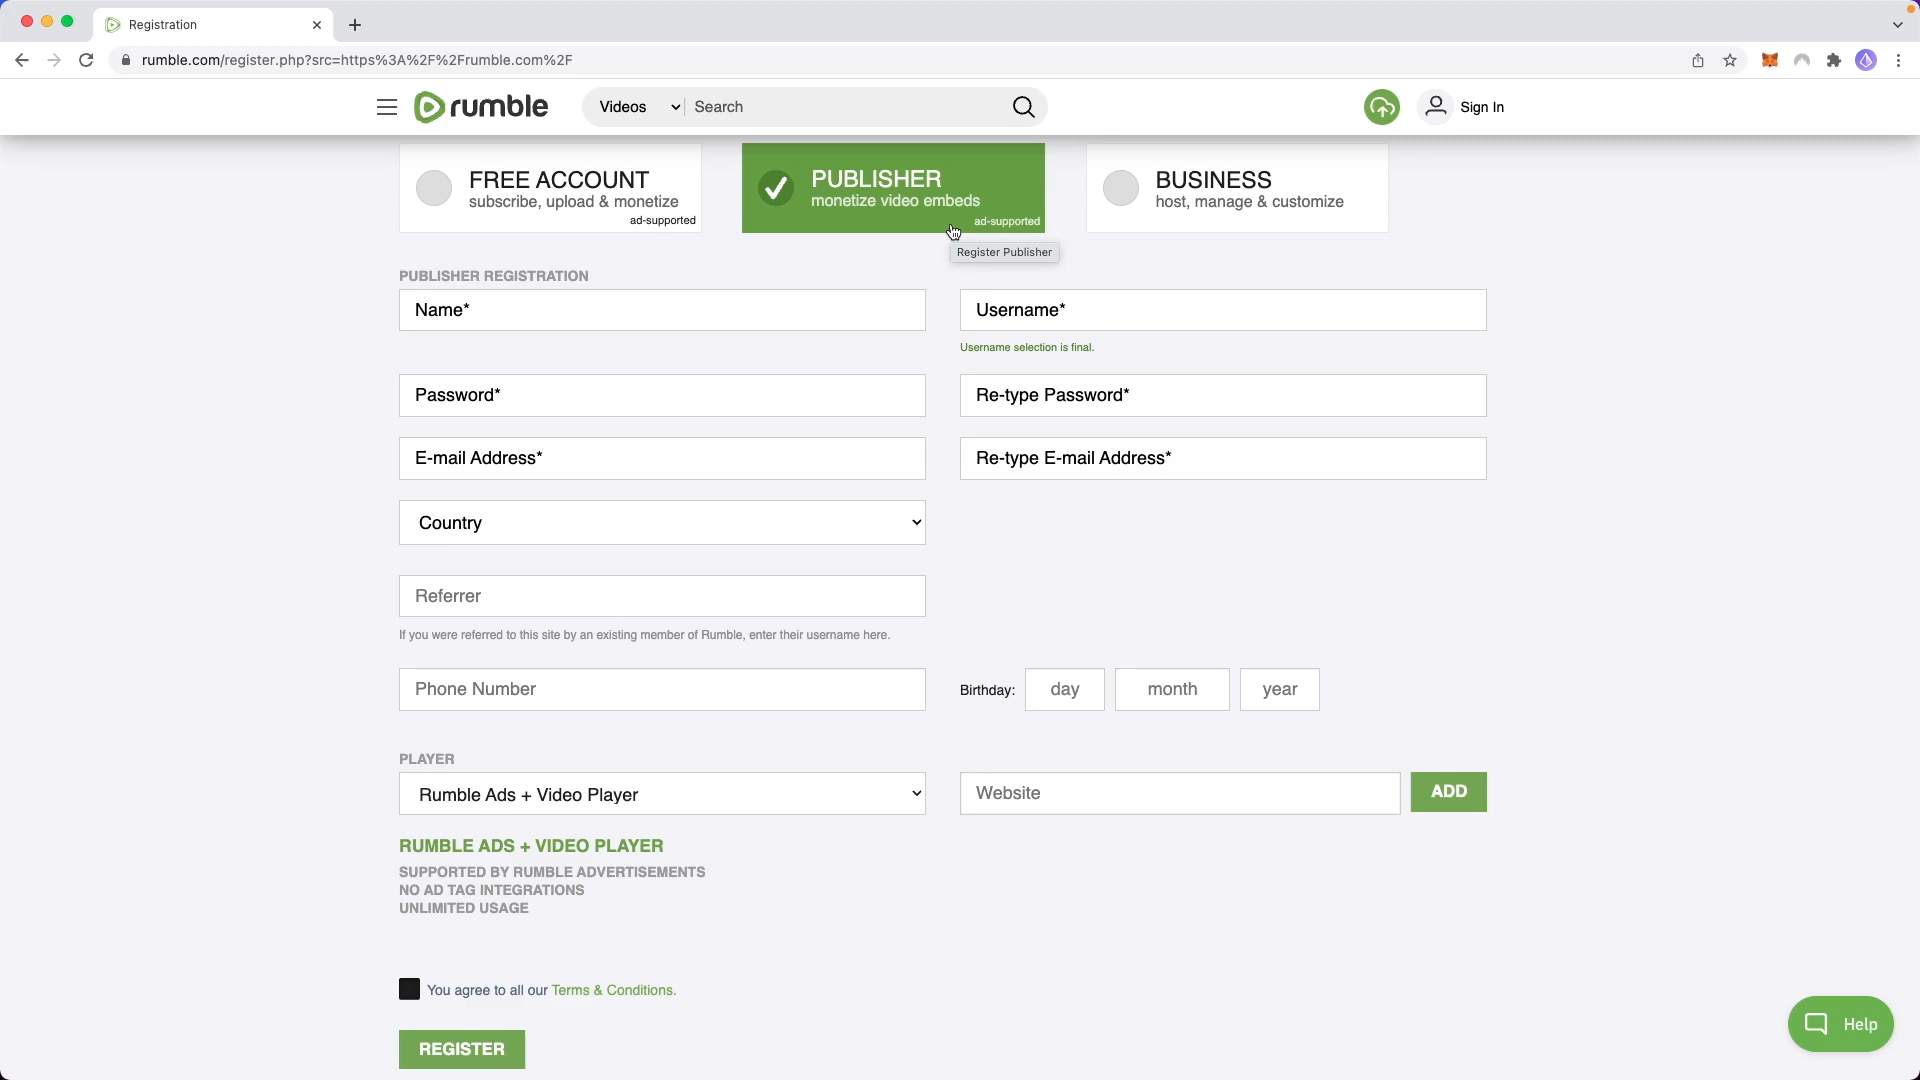 Registration
rumble.com/register.php?src=https%3A%2F%2Frumble.com%2F
rumble
Videos
Search
Sign In
FREE ACCOUNT
subscribe, upload & monetize
ad-supported
PUBLISHER
monetize video embeds
ad-supported
BUSINESS
host, manage & customize
Register Publisher
PUBLISHER REGISTRATION
Name*
Username*
Username selection is final.
Password*
Re-type Password*
E-mail Address*
Re-type E-mail Address*
Country
Referrer
If you were referred to this site by an existing member of Rumble, enter their username here.
Phone Number
Birthday:
day
month
year
PLAYER
Rumble Ads + Video Player
Website
ADD
RUMBLE ADS + VIDEO PLAYER
SUPPORTED BY RUMBLE ADVERTISEMENTS
NO AD TAG INTEGRATIONS
UNLIMITED USAGE
You agree to all our Terms & Conditions.
REGISTER
Help